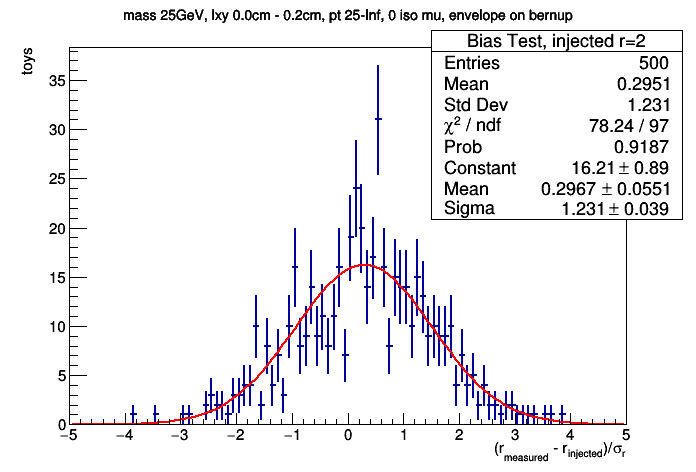 mass 25GeV, lxy 0.0cm - 0.2cm, pt 25-Inf, 0 iso mu, envelope on bernup
toys
Bias Test, injected r=2
Entries 500
Mean 0.2951
Std Dev 1.231
χ² / ndf 78.24 / 97
Prob 0.9187
Constant 16.21 ± 0.89
Mean 0.2967 ± 0.0551
Sigma 1.231 ± 0.039
35
30
25
20
15
10
5
0
−5 −4 −3 −2 −1 0 1 2 3 4 5
(r_measured - r_injected)/σ_r